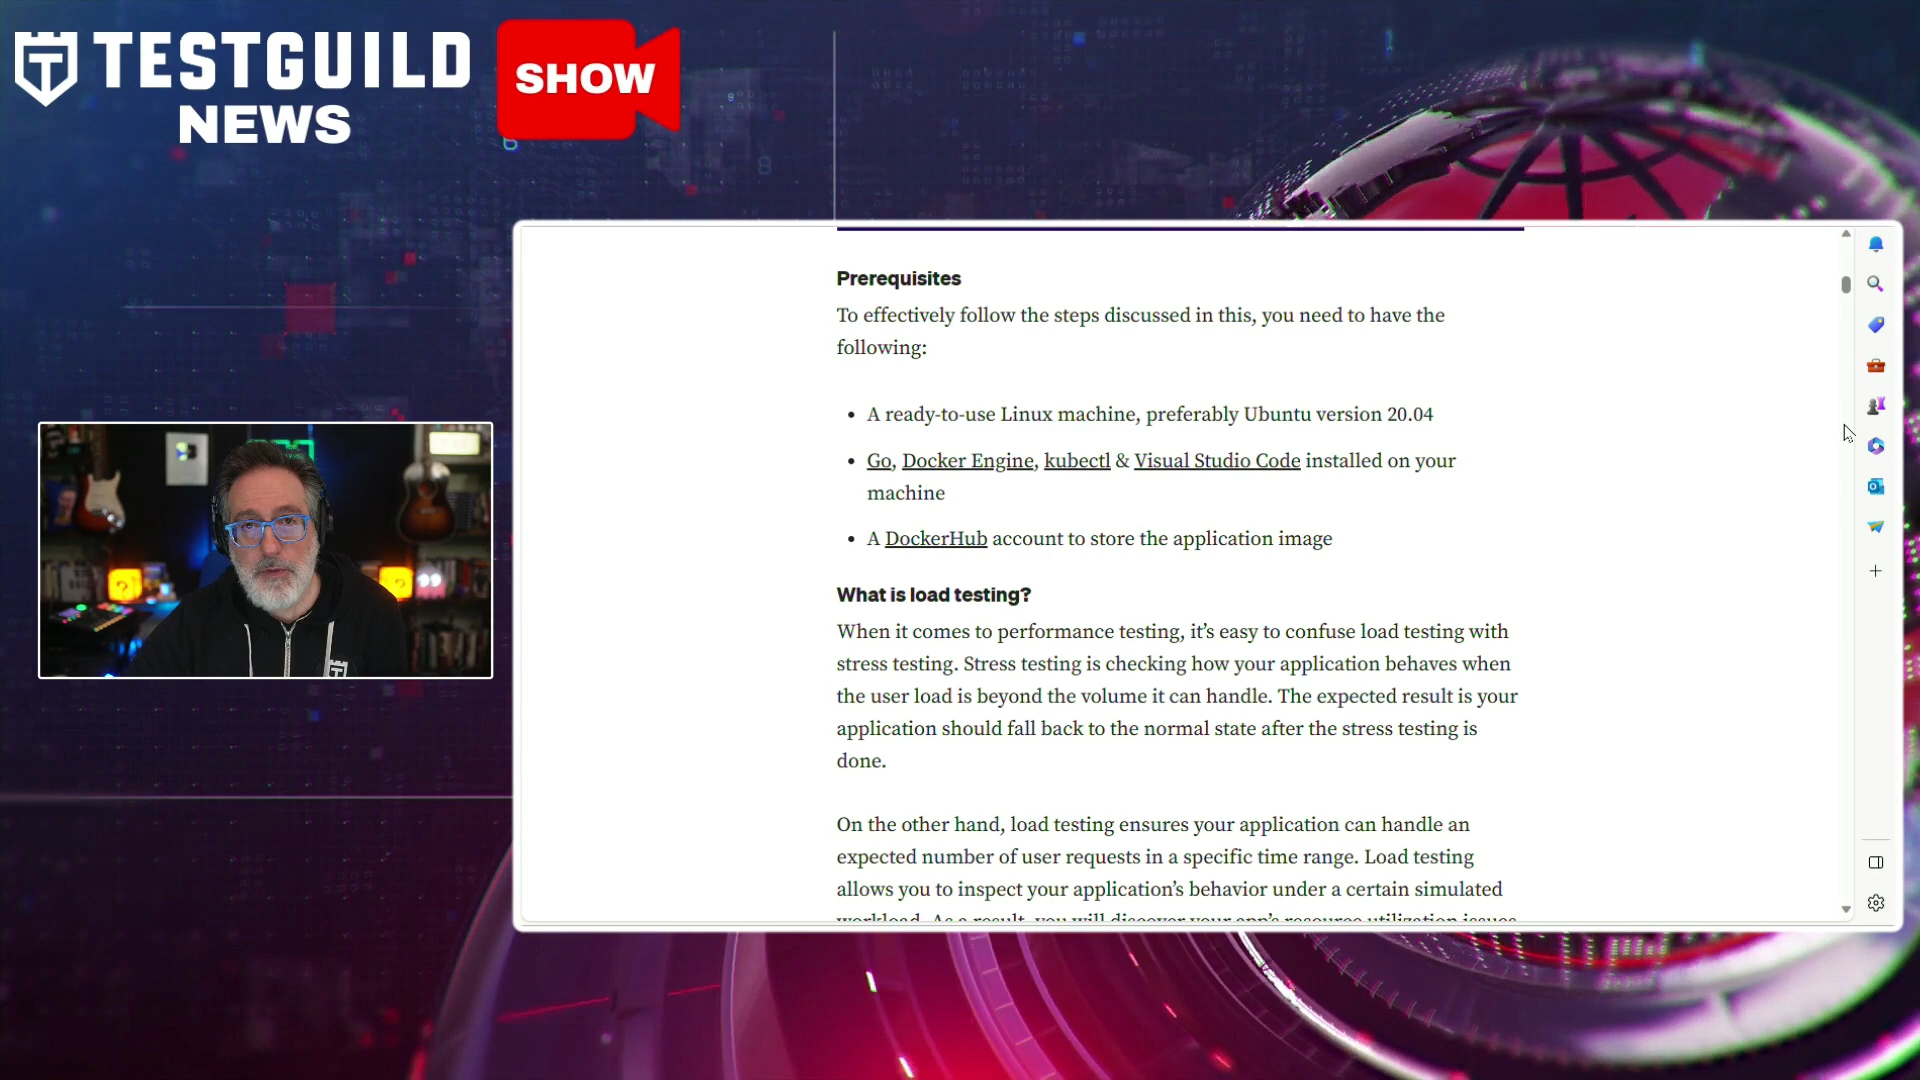 TESTGUILD
NEWS
SHOW
Prerequisites
To effectively follow the steps discussed in this, you need to have the
following:
• A ready-to-use Linux machine, preferably Ubuntu version 20.04
• Go, Docker Engine, kubectl & Visual Studio Code installed on your
machine
• A DockerHub account to store the application image
What is load testing?
When it comes to performance testing, it’s easy to confuse load testing with
stress testing. Stress testing is checking how your application behaves when
the user load is beyond the volume it can handle. The expected result is your
application should fall back to the normal state after the stress testing is
done.
On the other hand, load testing ensures your application can handle an
expected number of user requests in a specific time range. Load testing
allows you to inspect your application’s behavior under a certain simulated
workload. As a result, you will discover your app’s resource utilization issues